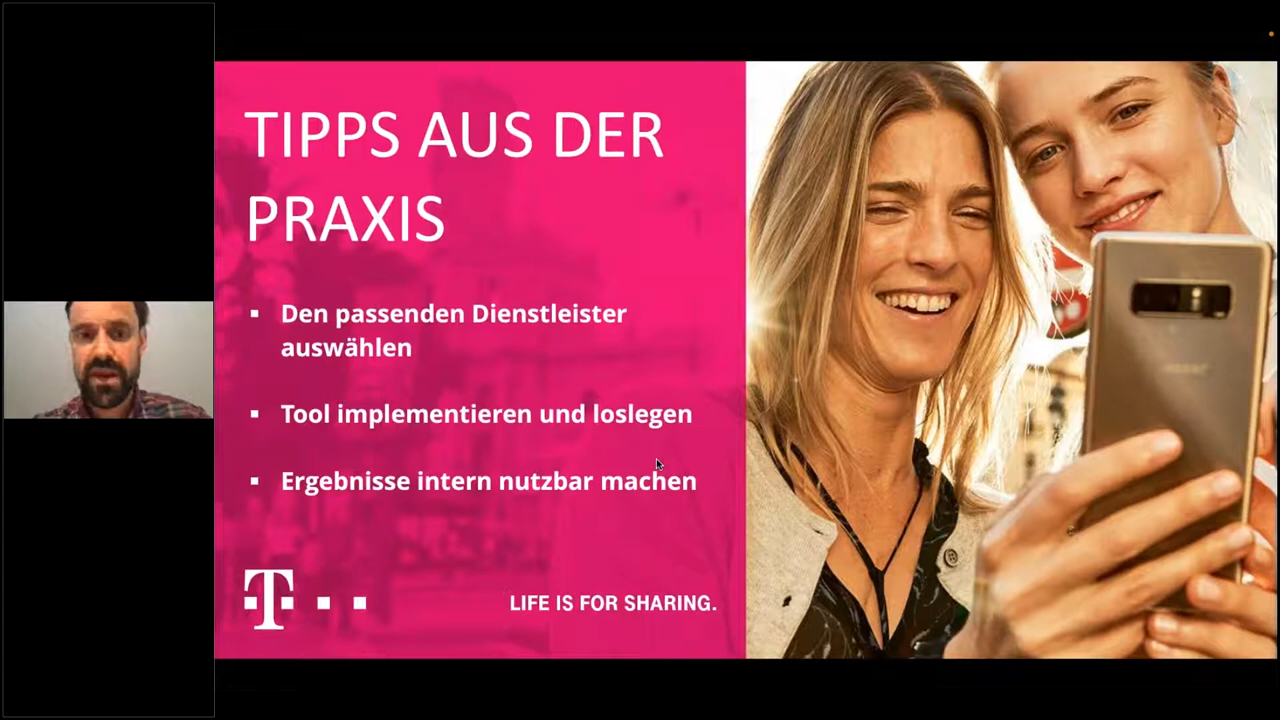 TIPPS AUS DER
PRAXIS
▪ Den passenden Dienstleister
auswählen
▪ Tool implementieren und loslegen
▪ Ergebnisse intern nutzbar machen
T
LIFE IS FOR SHARING.